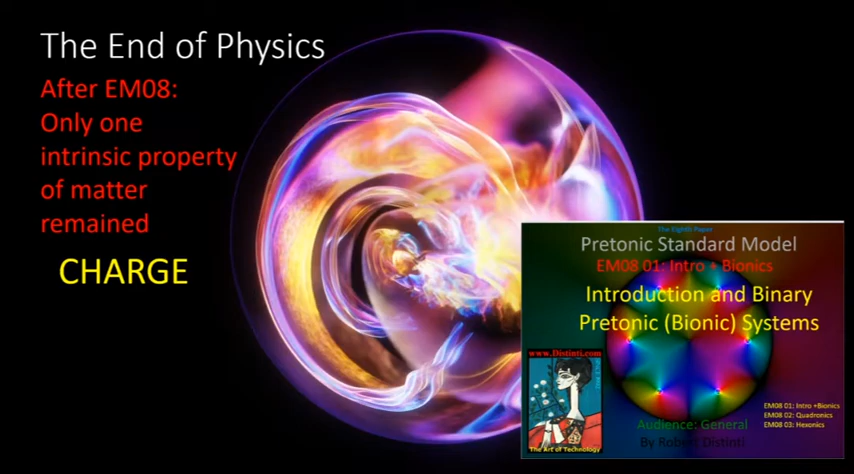 The End of Physics
After EM08:
Only one
intrinsic property
of matter
remained
CHARGE
The Eighth Paper
Pretonic Standard Model
EM08 01: Intro + Bionics
Introduction and Binary
Pretonic (Bionic) Systems
www.Distinti.com
The Art of Technology
EM08 01: Intro +Bionics
EM08 02: Quadronics
EM08 03: Hexonics
Audience: General
By Robert Distinti